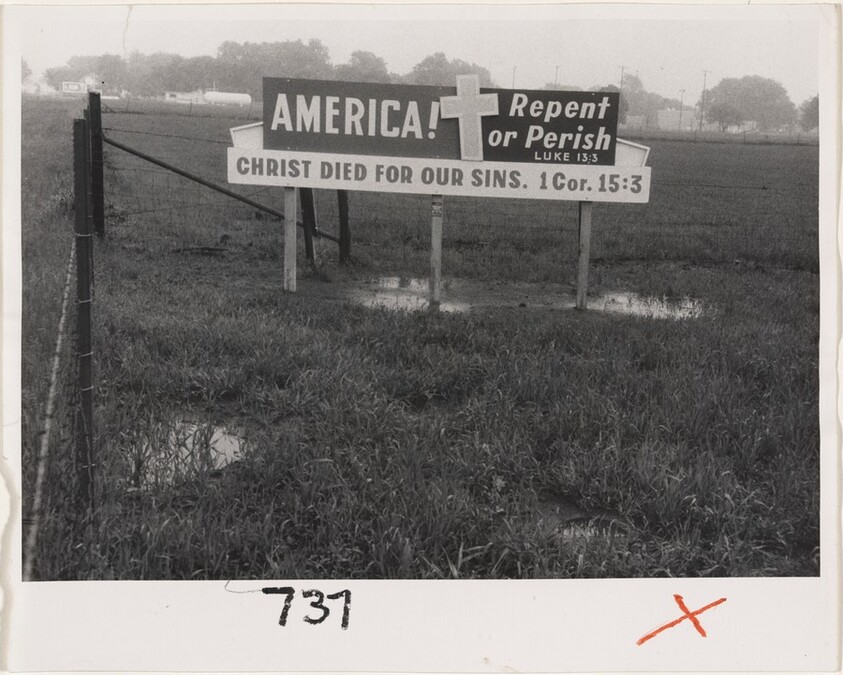 AMERICA! Repent
or Perish
LUKE 13:3
CHRIST DIED FOR OUR SINS. 1 Cor. 15:3
737